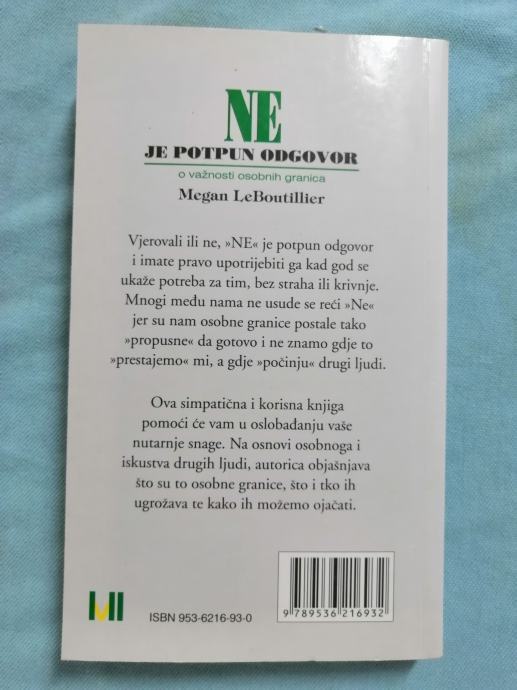 NE
JE POTPUN ODGOVOR
o važnosti osobnih granica
Megan LeBoutillier
Vjerovali ili ne, »NE« je potpun odgovor
i imate pravo upotrijebiti ga kad god se
ukaže potreba za tim, bez straha ili krivnje.
Mnogi među nama ne usude se reći »Ne«
jer su nam osobne granice postale tako
»propusne« da gotovo i ne znamo gdje to
»prestajemo« mi, a gdje »počinju« drugi ljudi.
Ova simpatična i korisna knjiga
pomoći će vam u oslobađanju vaše
nutarnje snage. Na osnovi osobnoga i
iskustva drugih ljudi, autorica objašnjava
što su to osobne granice, što i tko ih
ugrožava te kako ih možemo ojačati.
MVI
ISBN 953-6216-93-0
9 789536 216932